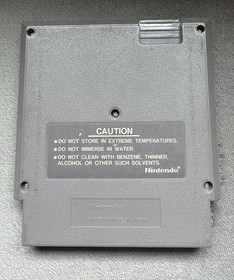 CAUTION
• DO NOT STORE IN EXTREME TEMPERATURES.
• DO NOT IMMERSE IN WATER.
• DO NOT CLEAN WITH BENZENE, THINNER,
ALCOHOL OR OTHER SUCH SOLVENTS.
Nintendo